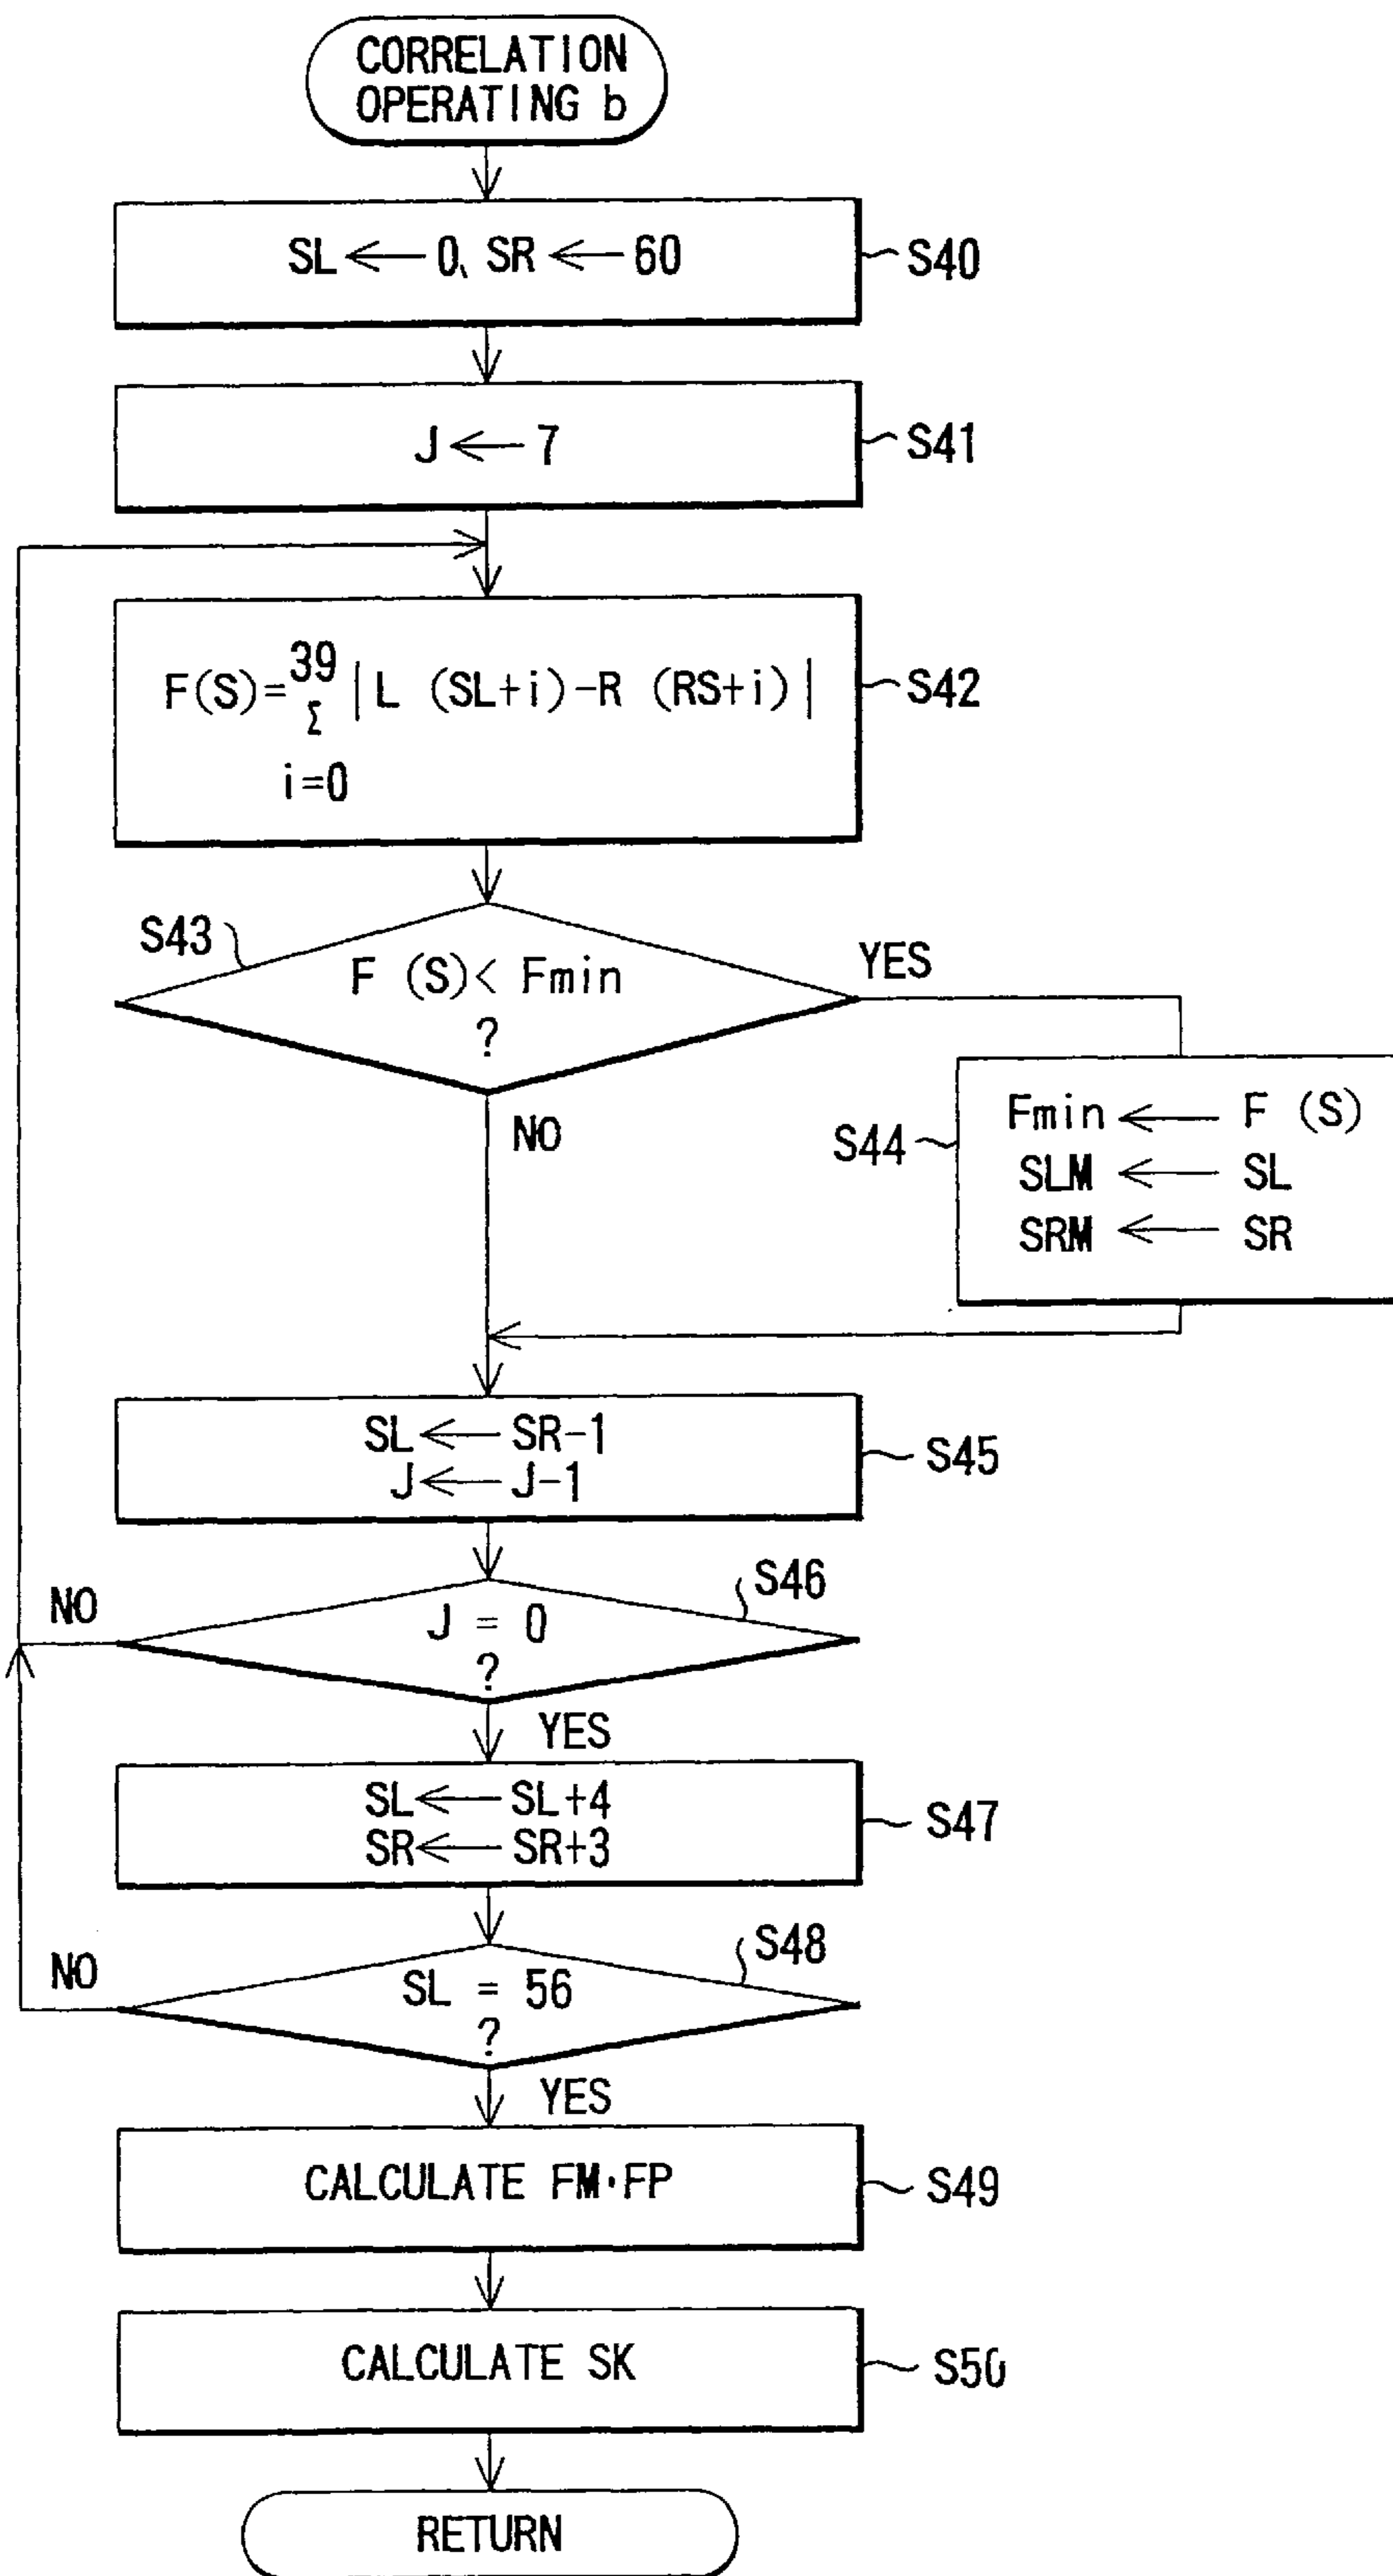 CORRELATION
OPERATING b
SL ← 0、SR ← 60
S40
J ← 7
S41
F(S)=39Σi=0 | L (SL+i)-R (RS+i) |
S42
S43
F (S)< Fmin
?
YES
NO
S44
Fmin ← F (S)
SLM ← SL
SRM ← SR
SL ← SR-1
J ← J-1
S45
S46
J = 0
?
NO
YES
SL ← SL+4
SR ← SR+3
S47
S48
SL = 56
?
NO
YES
CALCULATE FM·FP
S49
CALCULATE SK
S50
RETURN